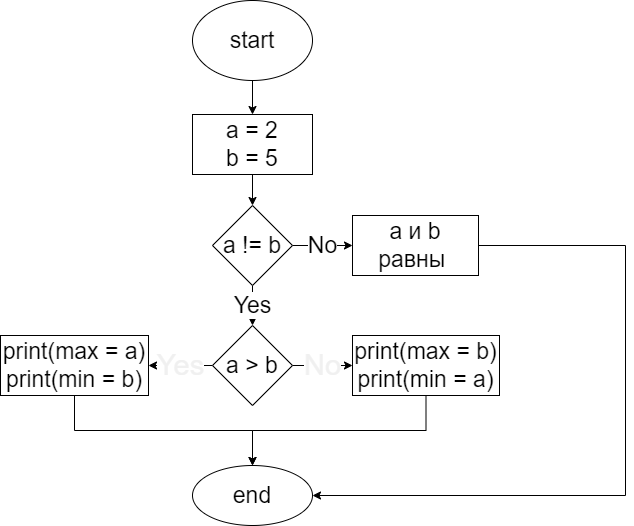 start
a = 2
b = 5
a != b
No
a и b
равны
Yes
print(max = a)
print(min = b)
Yes
a > b
No
print(max = b)
print(min = a)
end